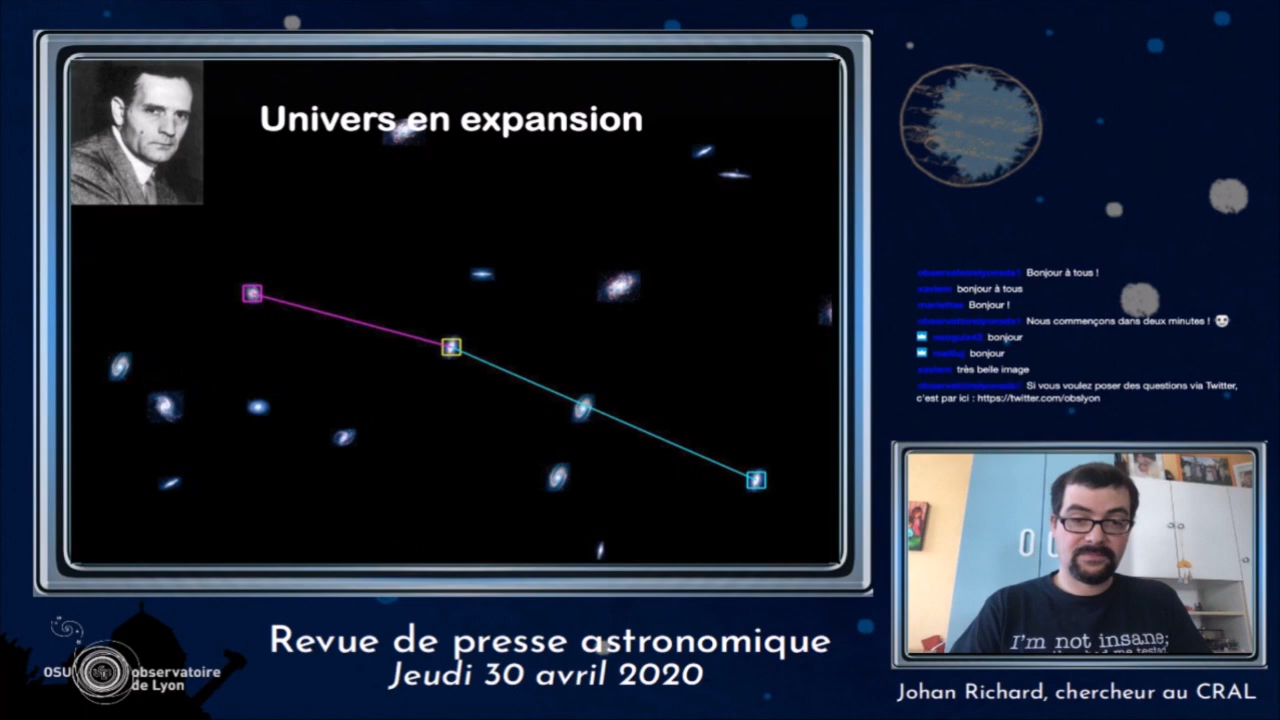 Univers en expansion
Bonjour à tous !
bonjour à tous
Bonjour !
Nous commençons dans deux minutes !
bonjour
bonjour
très belle image
Si vous voulez poser des questions via Twitter,
c'est par ici : https://twitter.com/obslyon
I'm not insane;
Revue de presse astronomique
Jeudi 30 avril 2020
OSUL observatoire
de Lyon
Johan Richard, chercheur au CRAL